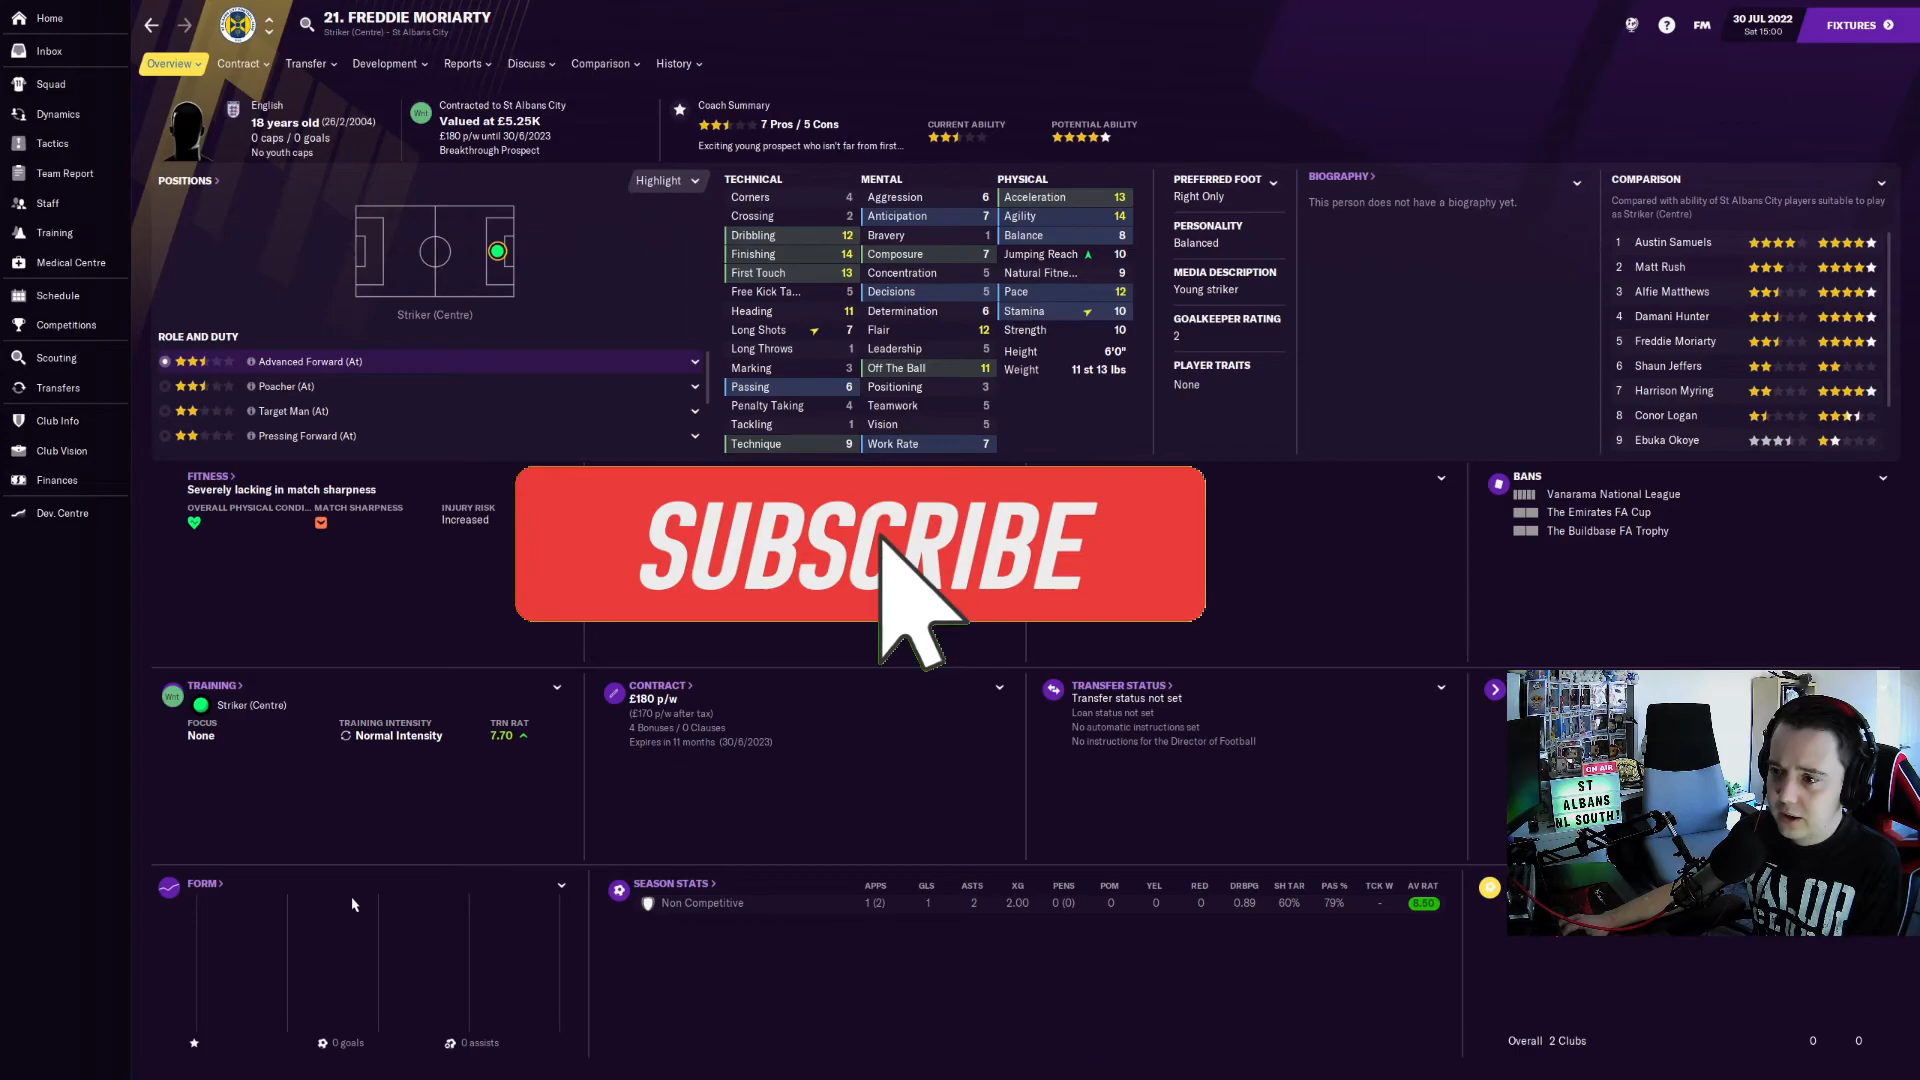 Home
Inbox
Squad
Dynamics
Tactics
Team Report
Staff
Training
Medical Centre
Schedule
Competitions
Scouting
Transfers
Club Info
Club Vision
Finances
Dev. Centre
21. FREDDIE MORIARTY
Striker (Centre) - St Albans City
FM
30 JUL 2022
Sat 15:00
FIXTURES
Overview
Contract
Transfer
Development
Reports
Discuss
Comparison
History
English
18 years old (26/2/2004)
0 caps / 0 goals
No youth caps
Wnt
Contracted to St Albans City
Valued at £5.25K
£180 p/w until 30/6/2023
Breakthrough Prospect
Coach Summary
7 Pros / 5 Cons
Exciting young prospect who isn't far from first...
CURRENT ABILITY
POTENTIAL ABILITY
POSITIONS
Highlight
Striker (Centre)
ROLE AND DUTY
Advanced Forward (At)
Poacher (At)
Target Man (At)
Pressing Forward (At)
TECHNICAL
Corners 4
Crossing 2
Dribbling 12
Finishing 14
First Touch 13
Free Kick Ta... 5
Heading 11
Long Shots 7
Long Throws 1
Marking 3
Passing 6
Penalty Taking 4
Tackling 1
Technique 9
MENTAL
Aggression 6
Anticipation 7
Bravery 1
Composure 7
Concentration 5
Decisions 5
Determination 6
Flair 12
Leadership 5
Off The Ball 11
Positioning 3
Teamwork 5
Vision 5
Work Rate 7
PHYSICAL
Acceleration 13
Agility 14
Balance 8
Jumping Reach 10
Natural Fitne... 9
Pace 12
Stamina 10
Strength 10
Height 6'0"
Weight 11 st 13 lbs
PREFERRED FOOT
Right Only
PERSONALITY
Balanced
MEDIA DESCRIPTION
Young striker
GOALKEEPER RATING
2
PLAYER TRAITS
None
BIOGRAPHY
This person does not have a biography yet.
COMPARISON
Compared with ability of St Albans City players suitable to play
as Striker (Centre)
1 Austin Samuels
2 Matt Rush
3 Alfie Matthews
4 Damani Hunter
5 Freddie Moriarty
6 Shaun Jeffers
7 Harrison Myring
8 Conor Logan
9 Ebuka Okoye
FITNESS
Severely lacking in match sharpness
OVERALL PHYSICAL CONDI... MATCH SHARPNESS INJURY RISK
Increased
SUBSCRIBE
BANS
Vanarama National League
The Emirates FA Cup
The Buildbase FA Trophy
TRAINING
Wnt
Striker (Centre)
FOCUS TRAINING INTENSITY TRN RAT
None Normal Intensity 7.70
CONTRACT
£180 p/w
(£170 p/w after tax)
4 Bonuses / 0 Clauses
Expires in 11 months (30/6/2023)
TRANSFER STATUS
Transfer status not set
Loan status not set
No automatic instructions set
No instructions for the Director of Football
ON AIR
ST
ALBANS
NL SOUTH!
FORM
0 goals
0 assists
SEASON STATS APPS GLS ASTS XG PENS POM YEL RED DRBPG SH TAR PAS % TCK W AV RAT
Non Competitive 1 (2) 1 2 2.00 0 (0) 0 0 0 0.89 60% 79% - 8.50
Overall 2 Clubs 0 0